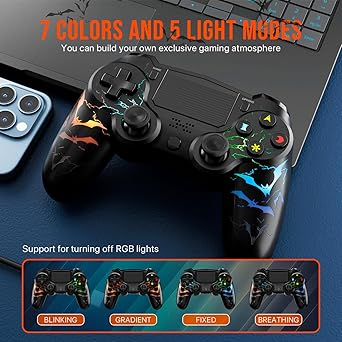 7 COLORS AND 5 LIGHT MODES
You can build your own exclusive gaming atmosphere
Support for turning off RGB lights
BLINKING
GRADIENT
FIXED
BREATHING